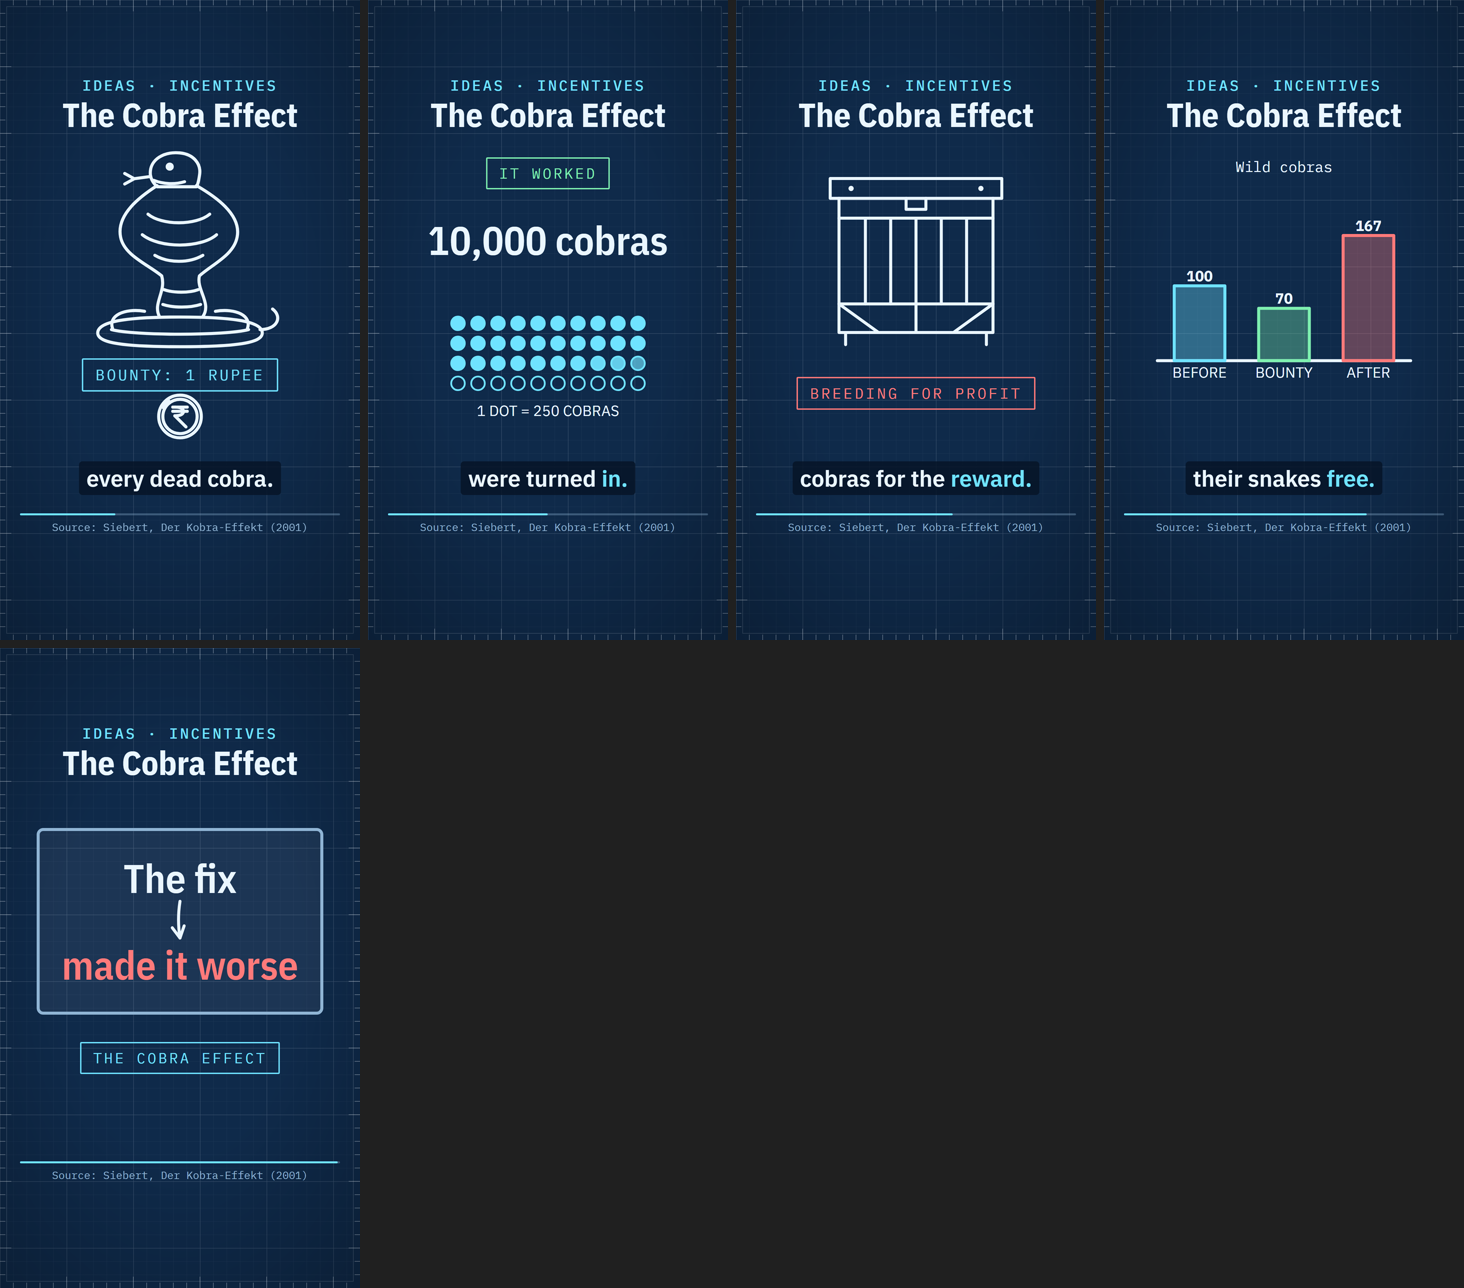 IDEAS · INCENTIVES
The Cobra Effect
BOUNTY: 1 RUPEE
₹
every dead cobra.
Source: Siebert, Der Kobra-Effekt (2001)
IDEAS · INCENTIVES
The Cobra Effect
IT WORKED
10,000 cobras
1 DOT = 250 COBRAS
were turned in.
Source: Siebert, Der Kobra-Effekt (2001)
IDEAS · INCENTIVES
The Cobra Effect
BREEDING FOR PROFIT
cobras for the reward.
Source: Siebert, Der Kobra-Effekt (2001)
IDEAS · INCENTIVES
The Cobra Effect
Wild cobras
100
70
167
BEFORE
BOUNTY
AFTER
their snakes free.
Source: Siebert, Der Kobra-Effekt (2001)
IDEAS · INCENTIVES
The Cobra Effect
The fix
made it worse
THE COBRA EFFECT
Source: Siebert, Der Kobra-Effekt (2001)